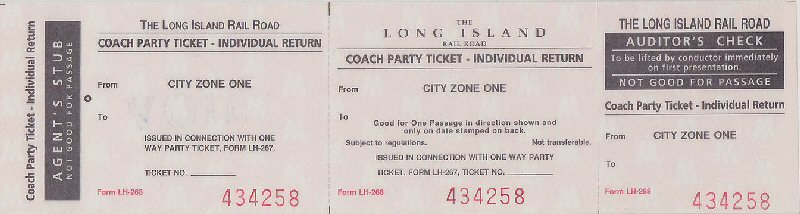 Coach Party Ticket - Individual Return
AGENT'S STUB
NOT GOOD FOR PASSAGE
THE LONG ISLAND RAIL ROAD
COACH PARTY TICKET - INDIVIDUAL RETURN
From CITY ZONE ONE
To
ISSUED IN CONNECTION WITH ONE
WAY PARTY TICKET, FORM LH-267.
TICKET NO.
Form LH-268
434258
THE
LONG ISLAND
RAIL ROAD
COACH PARTY TICKET - INDIVIDUAL RETURN
From CITY ZONE ONE
To
Good for One Passage in direction shown and
only on date stamped on back.
Subject to regulations. Not transferable.
ISSUED IN CONNECTION WITH ONE WAY PARTY
TICKET, FORM LH-267, TICKET NO.
Form LH-268
434258
THE LONG ISLAND RAIL ROAD
AUDITOR'S CHECK
To be lifted by conductor immediately
on first presentation.
NOT GOOD FOR PASSAGE
Coach Party Ticket - Individual Return
From CITY ZONE ONE
To
Form LH-268
434258